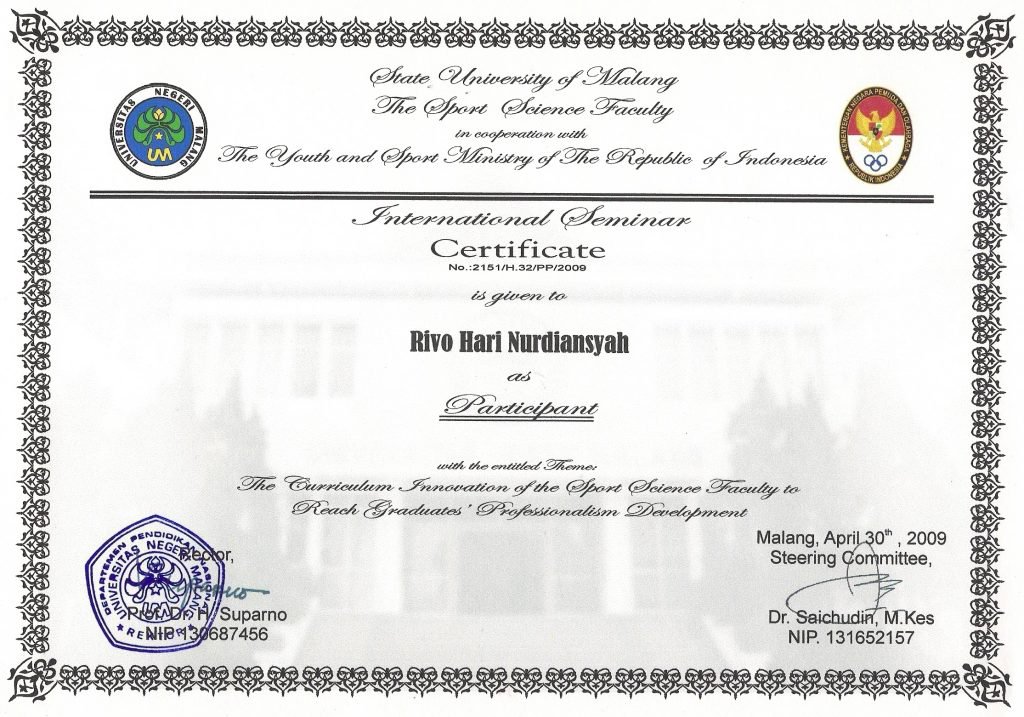 State University of Malang
The Sport Science Faculty
in cooperation with
The Youth and Sport Ministry of The Republic of Indonesia
UNIVERSITAS NEGERI MALANG
UM
KEMENTERIAN NEGARA PEMUDA DAN OLAHRAGA
REPUBLIK INDONESIA
International Seminar
Certificate
No.:2151/H.32/PP/2009
is given to
Rivo Hari Nurdiansyah
as
Participant
with the entitled Theme:
The Curriculum Innovation of the Sport Science Faculty to
Reach Graduates' Professionalism Development
Malang, April 30th , 2009
Steering Committee,
Dr. Saichudin, M.Kes
NIP. 131652157
Rector,
Prof. Dr. H. Suparno
NIP 130687456
DEPARTEMEN PENDIDIKAN NASIONAL
UNIVERSITAS NEGERI MALANG
REKTOR